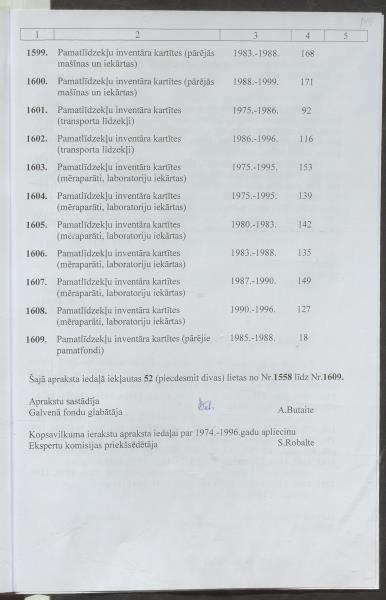 1 2 3 4 5
1599. Pamatlīdzekļu inventāra kartītes (pārējās 1983.-1988. 168
mašīnas un iekārtas)
1600. Pamatlīdzekļu inventāra kartītes (pārējās 1988.-1999. 171
mašīnas un iekārtas)
1601. Pamatlīdzekļu inventāra kartītes 1975.-1986. 92
(transporta līdzekļi)
1602. Pamatlīdzekļu inventāra kartītes 1986.-1996. 116
(transporta līdzekļi)
1603. Pamatlīdzekļu inventāra kartītes 1975.-1995. 153
(mēraparāti, laboratoriju iekārtas)
1604. Pamatlīdzekļu inventāra kartītes 1975.-1995. 139
(mēraparāti, laboratoriju iekārtas)
1605. Pamatlīdzekļu inventāra kartītes 1980.-1983. 142
(mēraparāti, laboratoriju iekārtas)
1606. Pamatlīdzekļu inventāra kartītes 1983.-1988. 135
(mēraparāti, laboratoriju iekārtas)
1607. Pamatlīdzekļu inventāra kartītes 1987.-1990. 149
(mēraparāti, laboratoriju iekārtas)
1608. Pamatlīdzekļu inventāra kartītes 1990.-1996. 127
(mēraparāti, laboratoriju iekārtas)
1609. Pamatlīdzekļu inventāra kartītes (pārējie 1985.-1988. 18
pamatfondi)
Šajā apraksta iedaļā iekļautas 52 (piecdesmit divas) lietas no Nr.1558 līdz Nr.1609.
Aprakstu sastādīja
Galvenā fondu glabātāja A.Butaite
Kopsavilkuma ierakstu apraksta iedaļai par 1974.-1996.gadu apliecinu
Ekspertu komisijas priekšsēdētāja S.Robalte